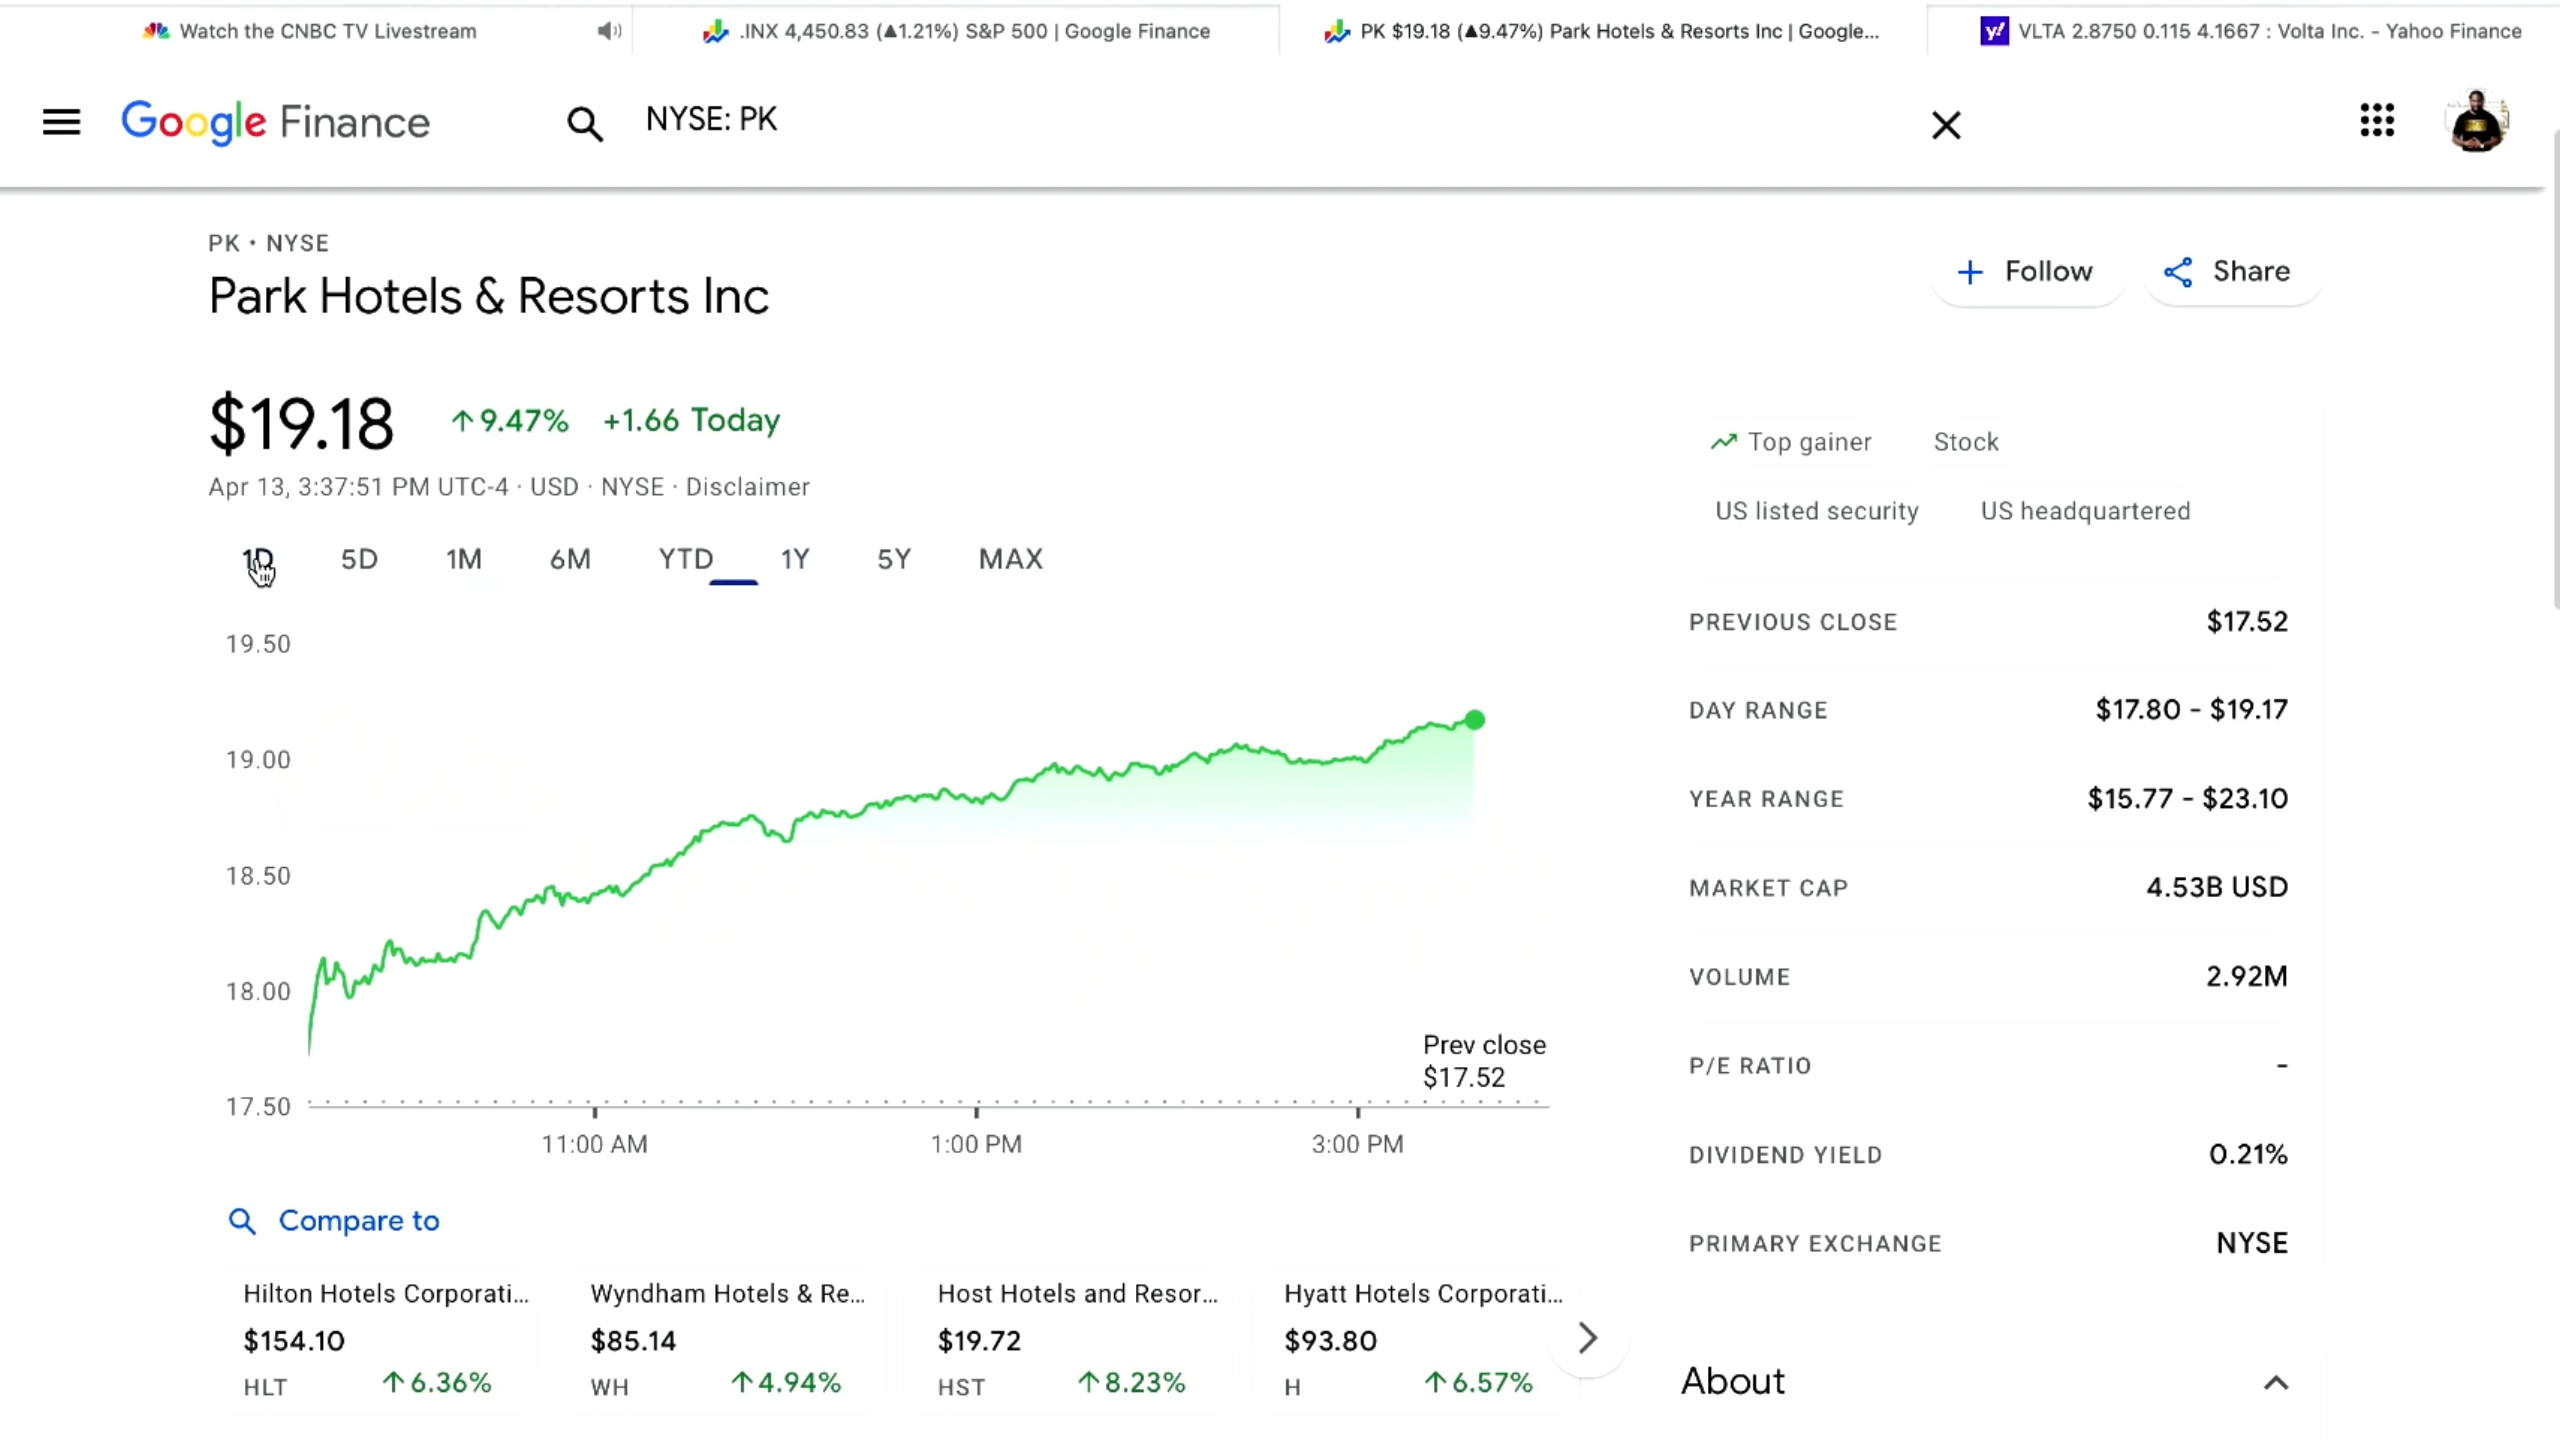 Watch the CNBC TV Livestream
.INX 4,450.83 (▲1.21%) S&P 500 | Google Finance
PK $19.18 (▲9.47%) Park Hotels & Resorts Inc | Google...
y!
VLTA 2.8750 0.115 4.1667 : Volta Inc. - Yahoo Finance
Google Finance
NYSE: PK
PK • NYSE
Park Hotels & Resorts Inc
+ Follow
Share
$19.18 ↑9.47% +1.66 Today
Apr 13, 3:37:51 PM UTC-4 · USD · NYSE · Disclaimer
1D 5D 1M 6M YTD 1Y 5Y MAX
19.50
19.00
18.50
18.00
17.50
Prev close
$17.52
11:00 AM 1:00 PM 3:00 PM
Top gainer Stock
US listed security US headquartered
PREVIOUS CLOSE $17.52
DAY RANGE $17.80 - $19.17
YEAR RANGE $15.77 - $23.10
MARKET CAP 4.53B USD
VOLUME 2.92M
P/E RATIO -
DIVIDEND YIELD 0.21%
PRIMARY EXCHANGE NYSE
Compare to
Hilton Hotels Corporati...
$154.10
HLT ↑6.36%
Wyndham Hotels & Re...
$85.14
WH ↑4.94%
Host Hotels and Resor...
$19.72
HST ↑8.23%
Hyatt Hotels Corporati...
$93.80
H ↑6.57%
About